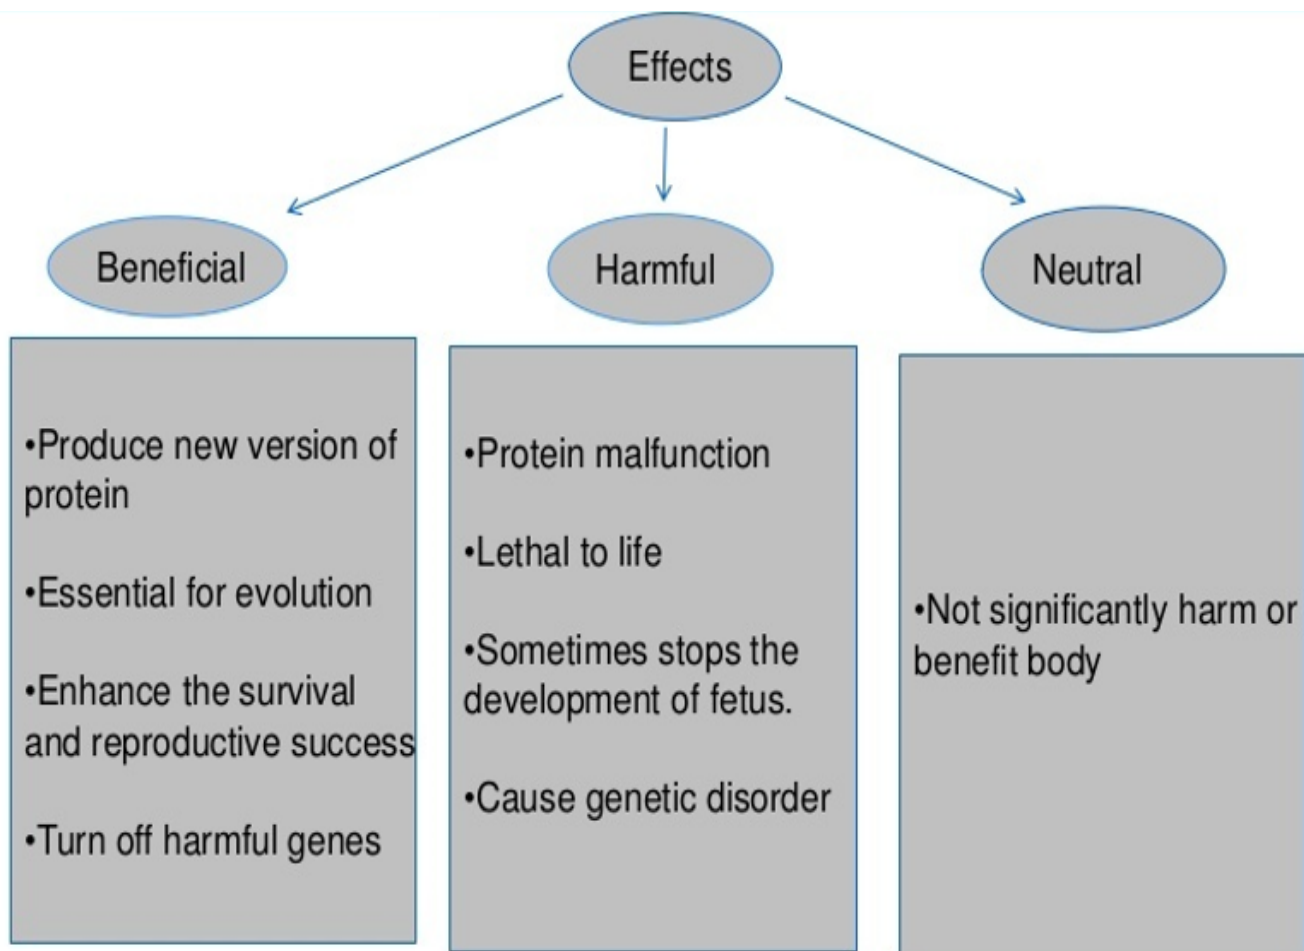 Effects
Beneficial
Harmful
Neutral
•Produce new version of
protein
•Essential for evolution
•Enhance the survival
and reproductive success
•Turn off harmful genes
•Protein malfunction
•Lethal to life
•Sometimes stops the
development of fetus.
•Cause genetic disorder
•Not significantly harm or
benefit body